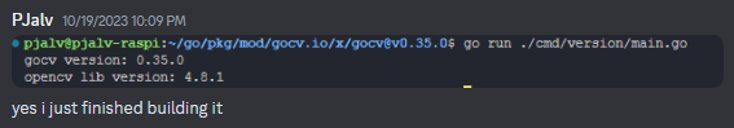 PJalv 10/19/2023 10:09 PM
pjalv@pjalv-raspi:~/go/pkg/mod/gocv.io/x/gocv@v0.35.0$ go run ./cmd/version/main.go
gocv version: 0.35.0
opencv lib version: 4.8.1
yes i just finished building it